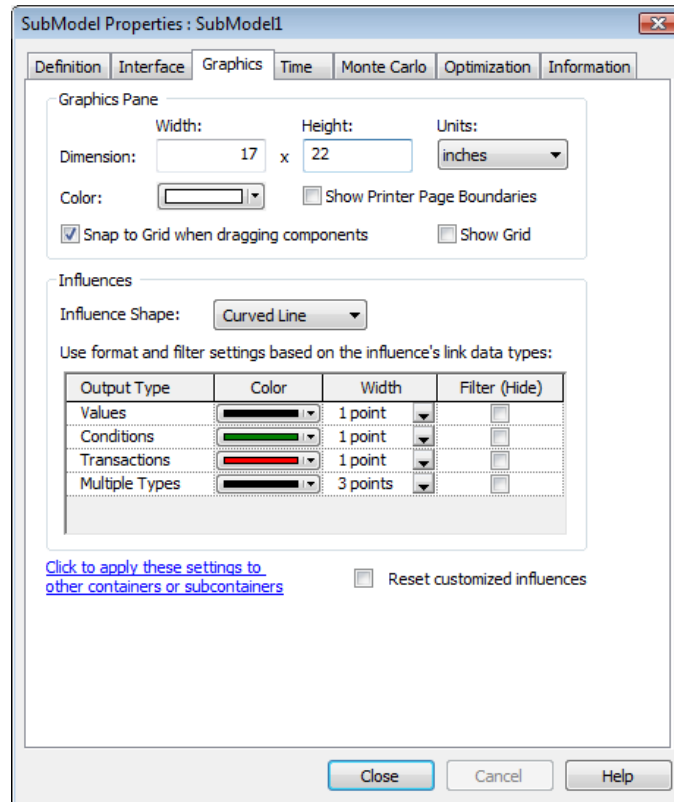 SubModel Properties : SubModel1
Definition Interface Graphics Time Monte Carlo Optimization Information
Graphics Pane
Width: Height: Units:
Dimension: 17 x 22 inches
Color: Show Printer Page Boundaries
Snap to Grid when dragging components Show Grid
Influences
Influence Shape: Curved Line
Use format and filter settings based on the influence's link data types:
Output Type Color Width Filter (Hide)
Values 1 point
Conditions 1 point
Transactions 1 point
Multiple Types 3 points
Click to apply these settings to
other containers or subcontainers
Reset customized influences
Close Cancel Help